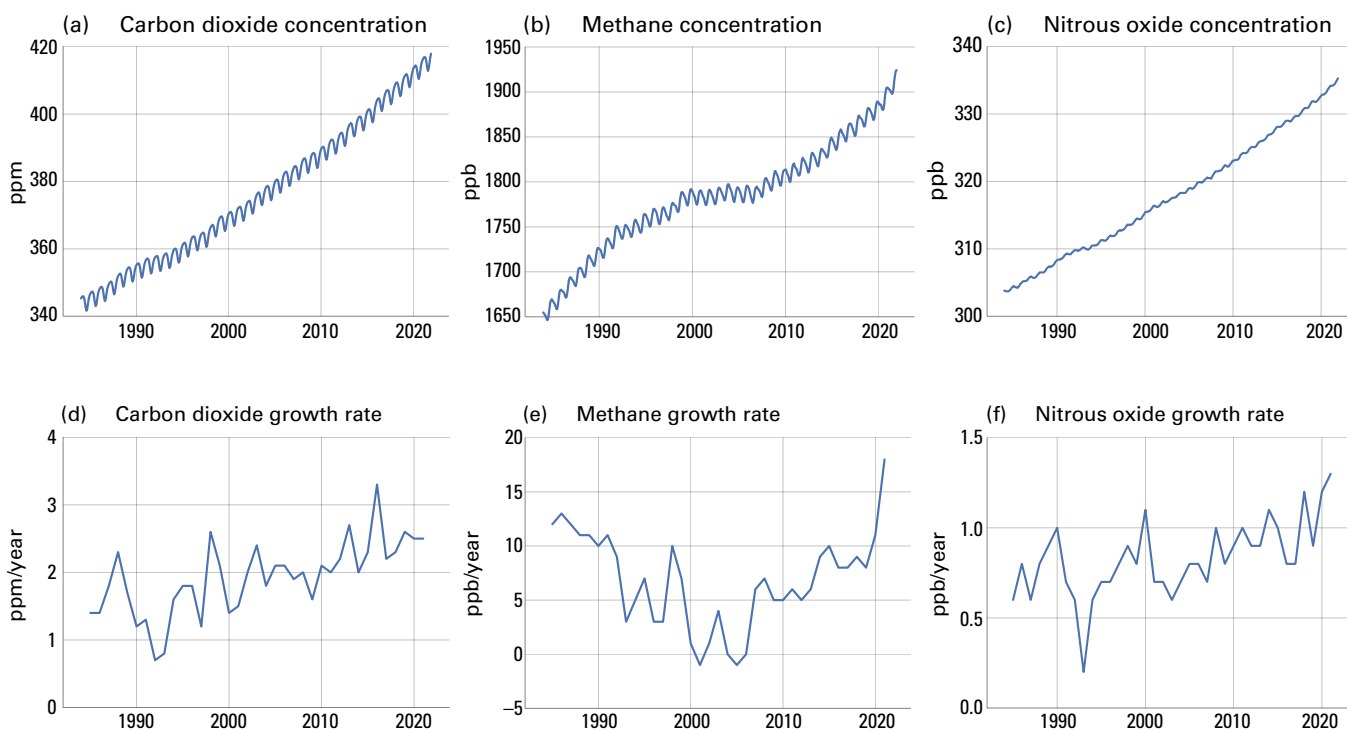 (a) Carbon dioxide concentration
420
400
380
360
340
ppm
1990 2000 2010 2020
(b) Methane concentration
1950
1900
1850
1800
1750
1700
1650
ppb
1990 2000 2010 2020
(c) Nitrous oxide concentration
340
330
320
310
300
ppb
1990 2000 2010 2020
(d) Carbon dioxide growth rate
4
3
2
1
0
ppm/year
1990 2000 2010 2020
(e) Methane growth rate
20
15
10
5
0
–5
ppb/year
1990 2000 2010 2020
(f) Nitrous oxide growth rate
1.5
1.0
0.5
0.0
ppb/year
1990 2000 2010 2020